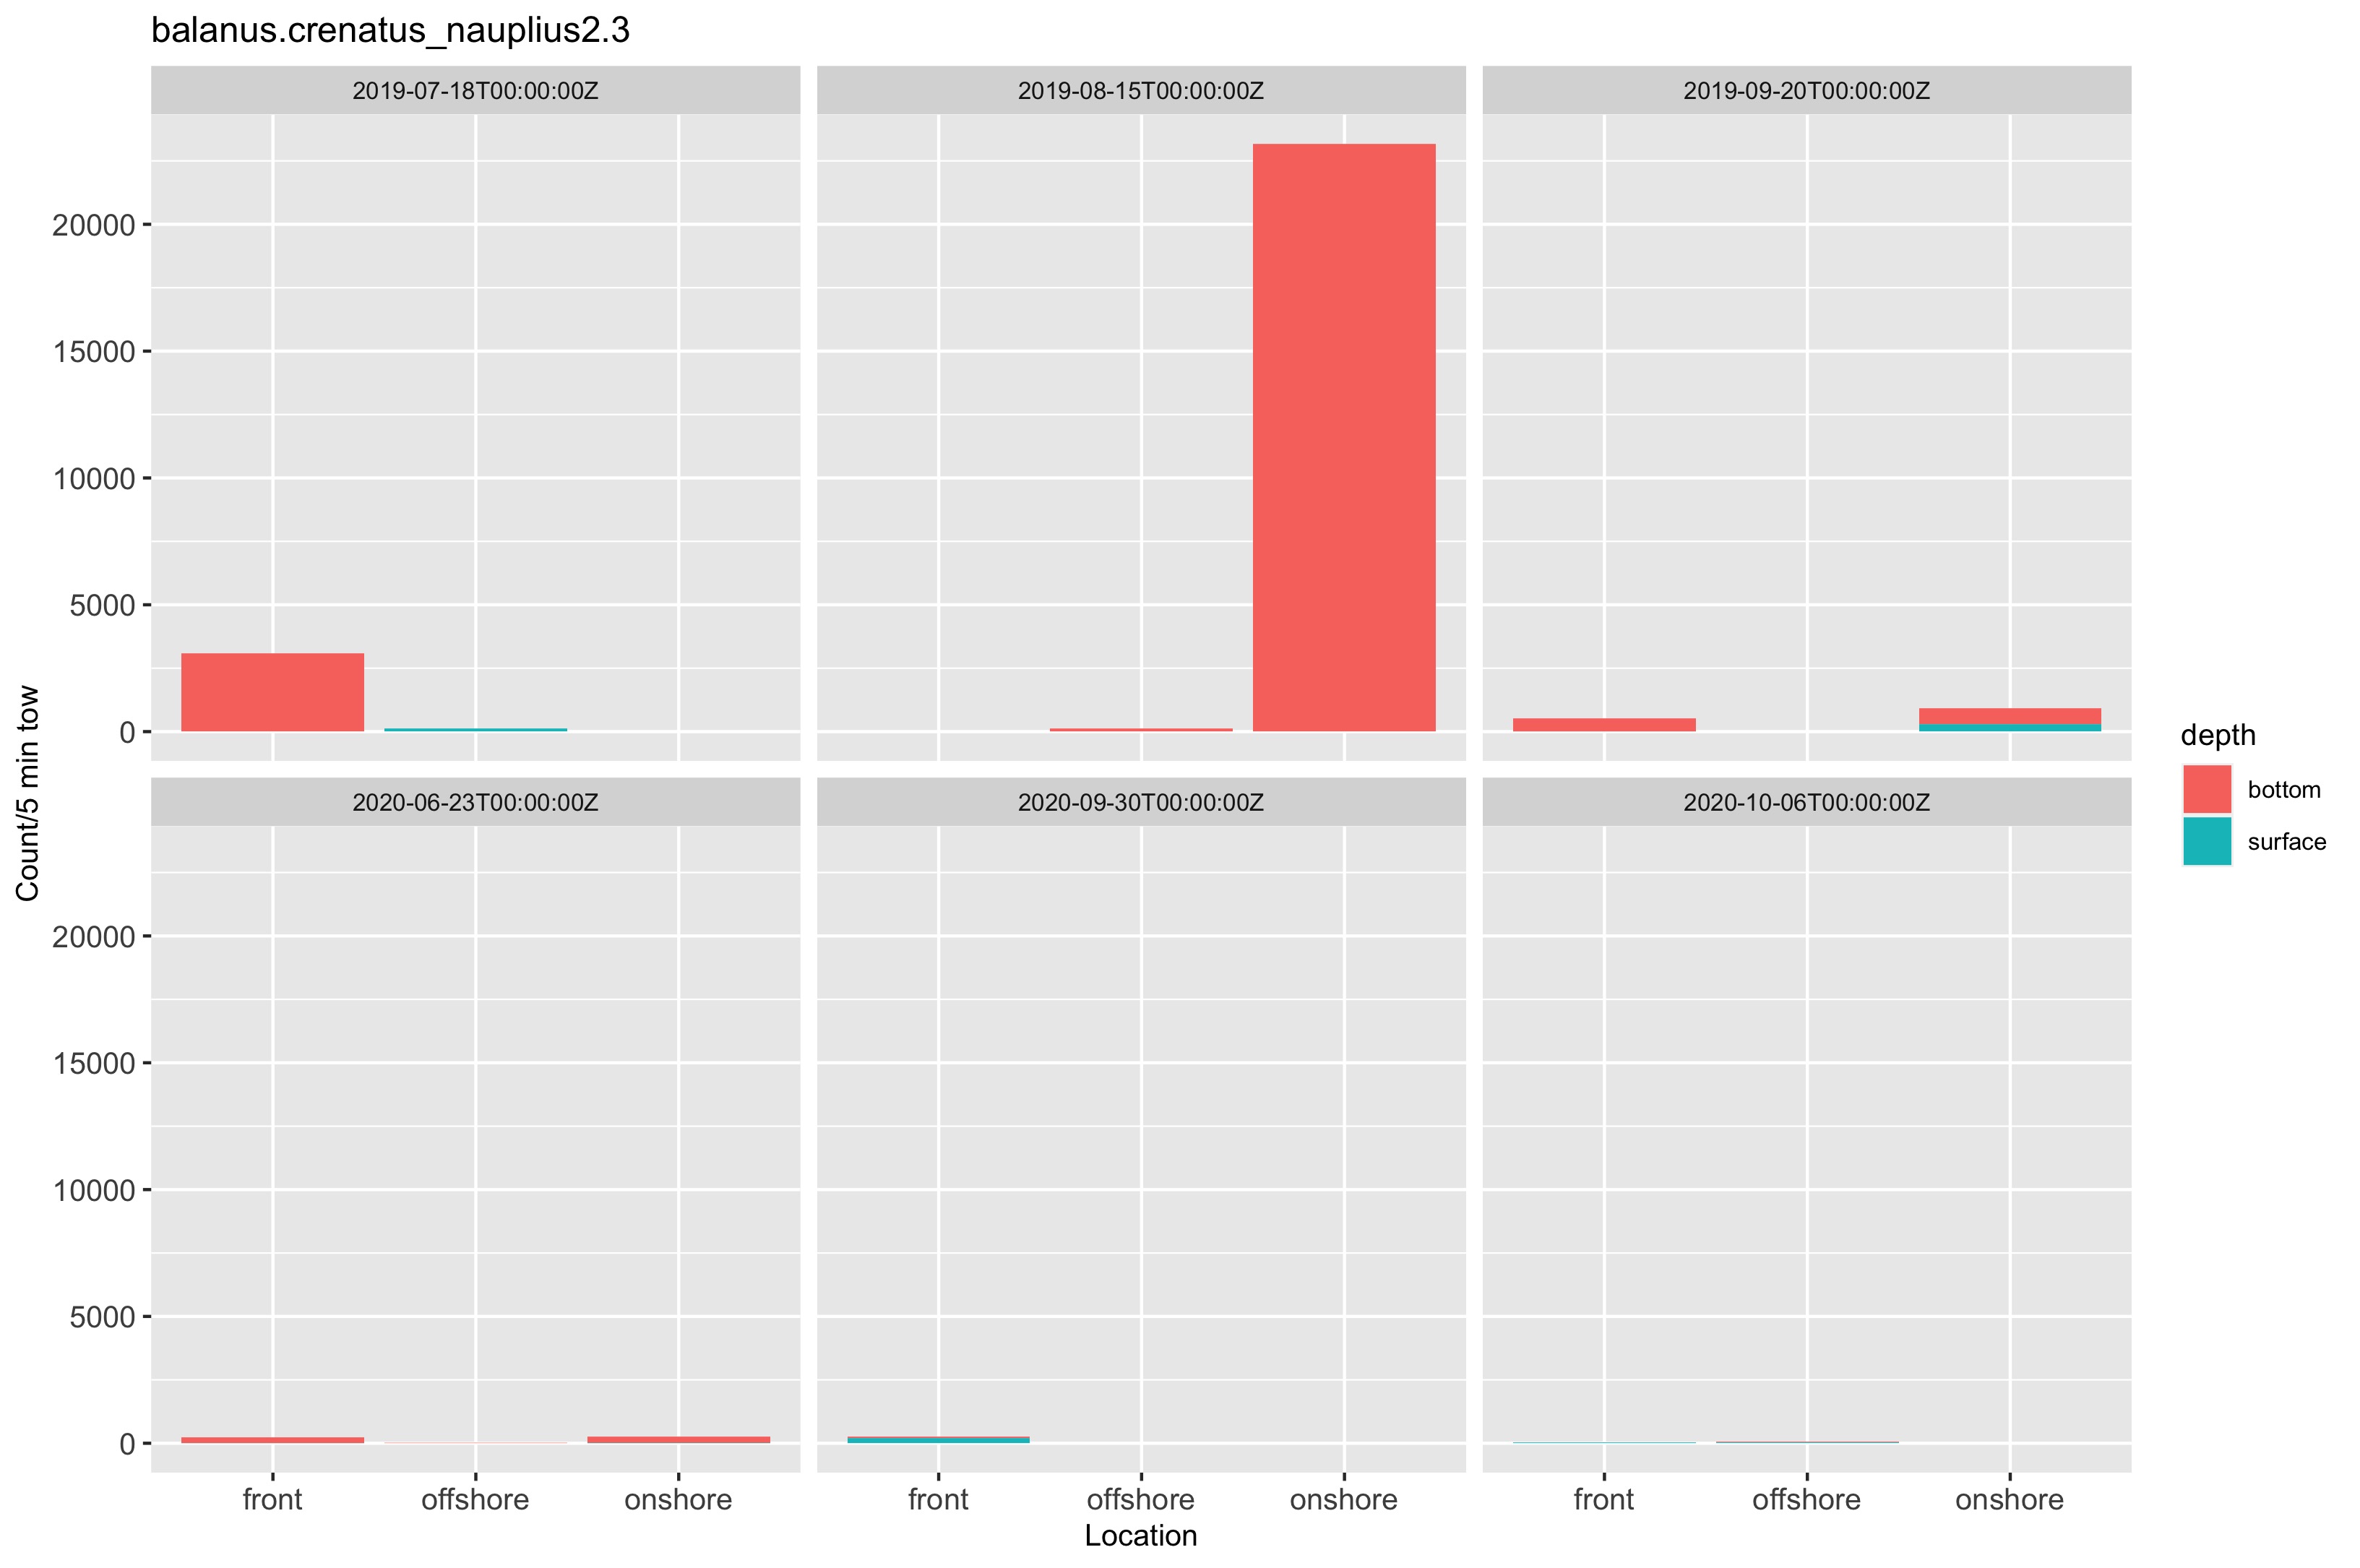 balanus.crenatus_nauplius2.3
2019-07-18T00:00:00Z
2019-08-15T00:00:00Z
2019-09-20T00:00:00Z
20000
15000
10000
5000
0
2020-06-23T00:00:00Z
2020-09-30T00:00:00Z
2020-10-06T00:00:00Z
20000
15000
10000
5000
0
front
offshore
onshore
front
offshore
onshore
front
offshore
onshore
Location
Count/5 min tow
depth
bottom
surface